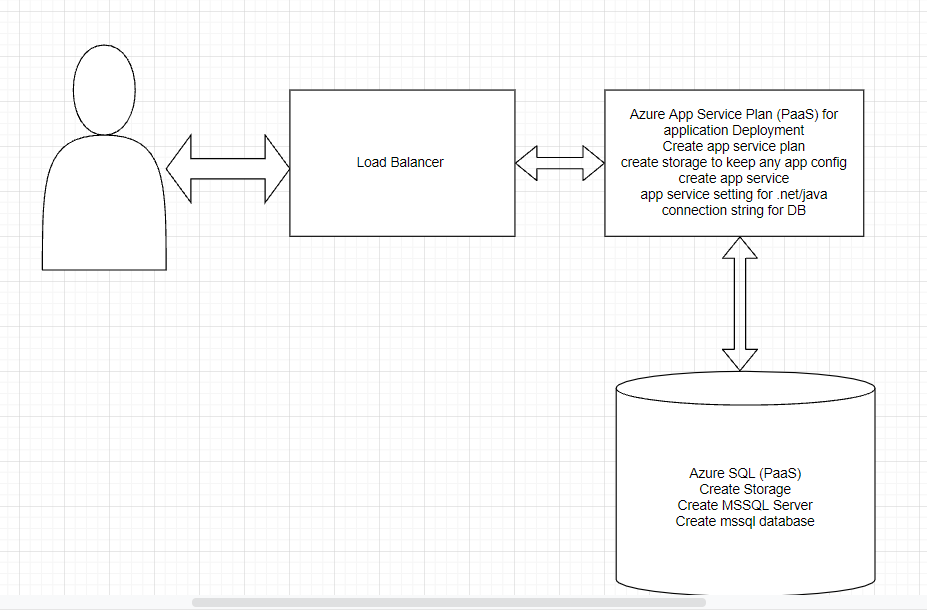 Load Balancer
Azure App Service Plan (PaaS) for
application Deployment
Create app service plan
create storage to keep any app config
create app service
app service setting for .net/java
connection string for DB
Azure SQL (PaaS)
Create Storage
Create MSSQL Server
Create mssql database